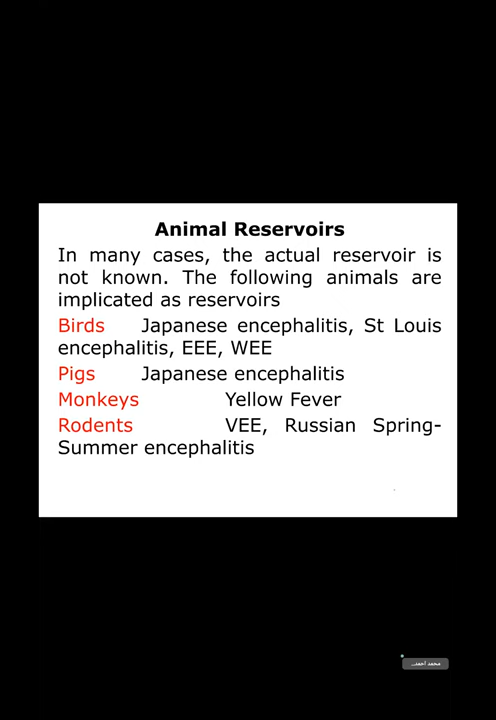 Animal Reservoirs
In many cases, the actual reservoir is
not known. The following animals are
implicated as reservoirs
Birds Japanese encephalitis, St Louis
encephalitis, EEE, WEE
Pigs Japanese encephalitis
Monkeys Yellow Fever
Rodents VEE, Russian Spring-
Summer encephalitis
محمد احمد...